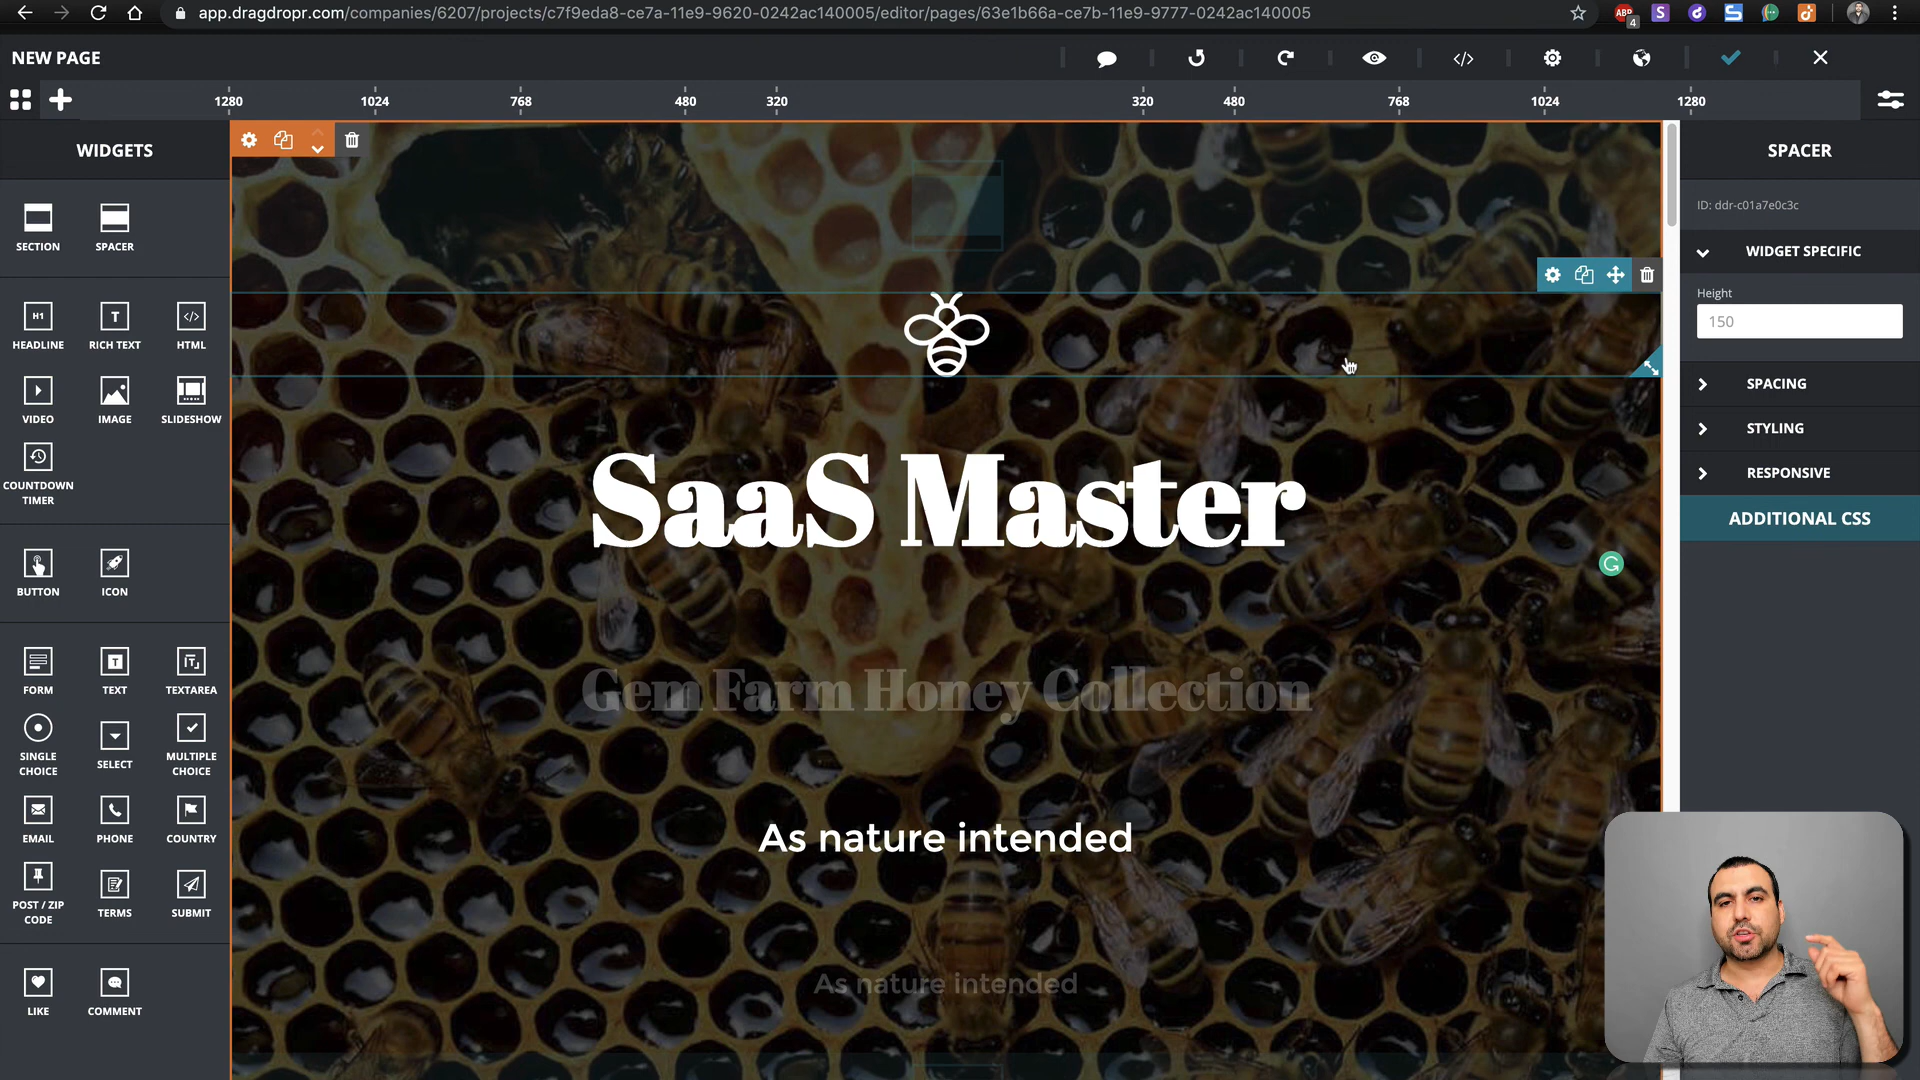 app.dragdropr.com/companies/6207/projects/c7f9eda8-ce7a-11e9-9620-0242ac140005/editor/pages/63e1b66a-ce7b-11e9-9777-0242ac140005
ABP
4
S
NEW PAGE
1280
1024
768
480
320
320
480
768
1024
1280
WIDGETS
SECTION
SPACER
H1
T
HEADLINE
RICH TEXT
HTML
VIDEO
IMAGE
SLIDESHOW
COUNTDOWN
TIMER
BUTTON
ICON
FORM
TEXT
TEXTAREA
SINGLE
CHOICE
SELECT
MULTIPLE
CHOICE
EMAIL
PHONE
COUNTRY
POST / ZIP
CODE
TERMS
SUBMIT
LIKE
COMMENT
SaaS Master
Gem Farm Honey Collection
As nature intended
As nature intended
SPACER
ID: ddr-c01a7e0c3c
WIDGET SPECIFIC
Height
150
SPACING
STYLING
RESPONSIVE
ADDITIONAL CSS